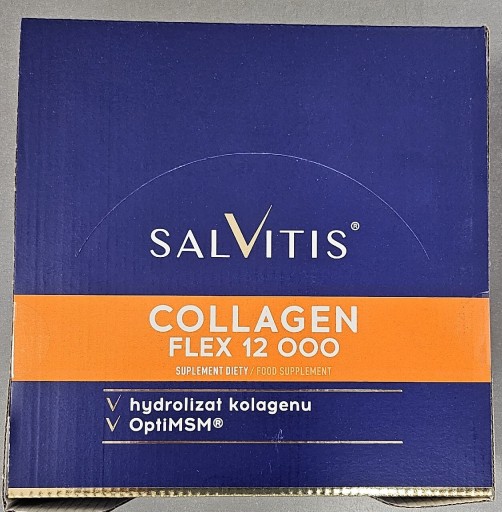 SALVITIS®
COLLAGEN
FLEX 12 000
SUPLEMENT DIETY / FOOD SUPPLEMENT
hydrolizat kolagenu
OptiMSM®